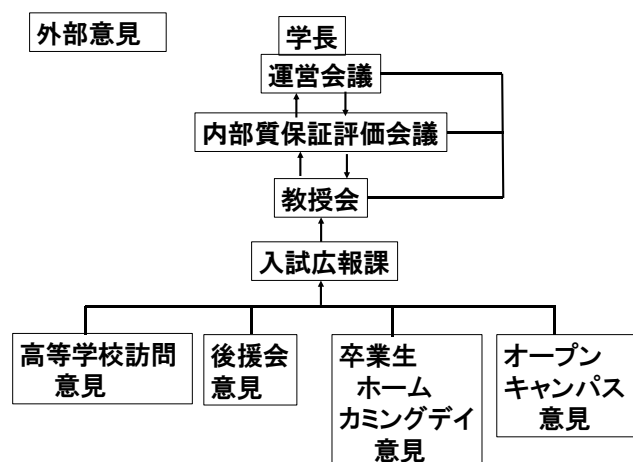 外部意見
学長
運営会議
内部質保証評価会議
教授会
入試広報課
高等学校訪問
意見
後援会
意見
卒業生
ホーム
カミングデイ
意見
オープン
キャンパス
意見